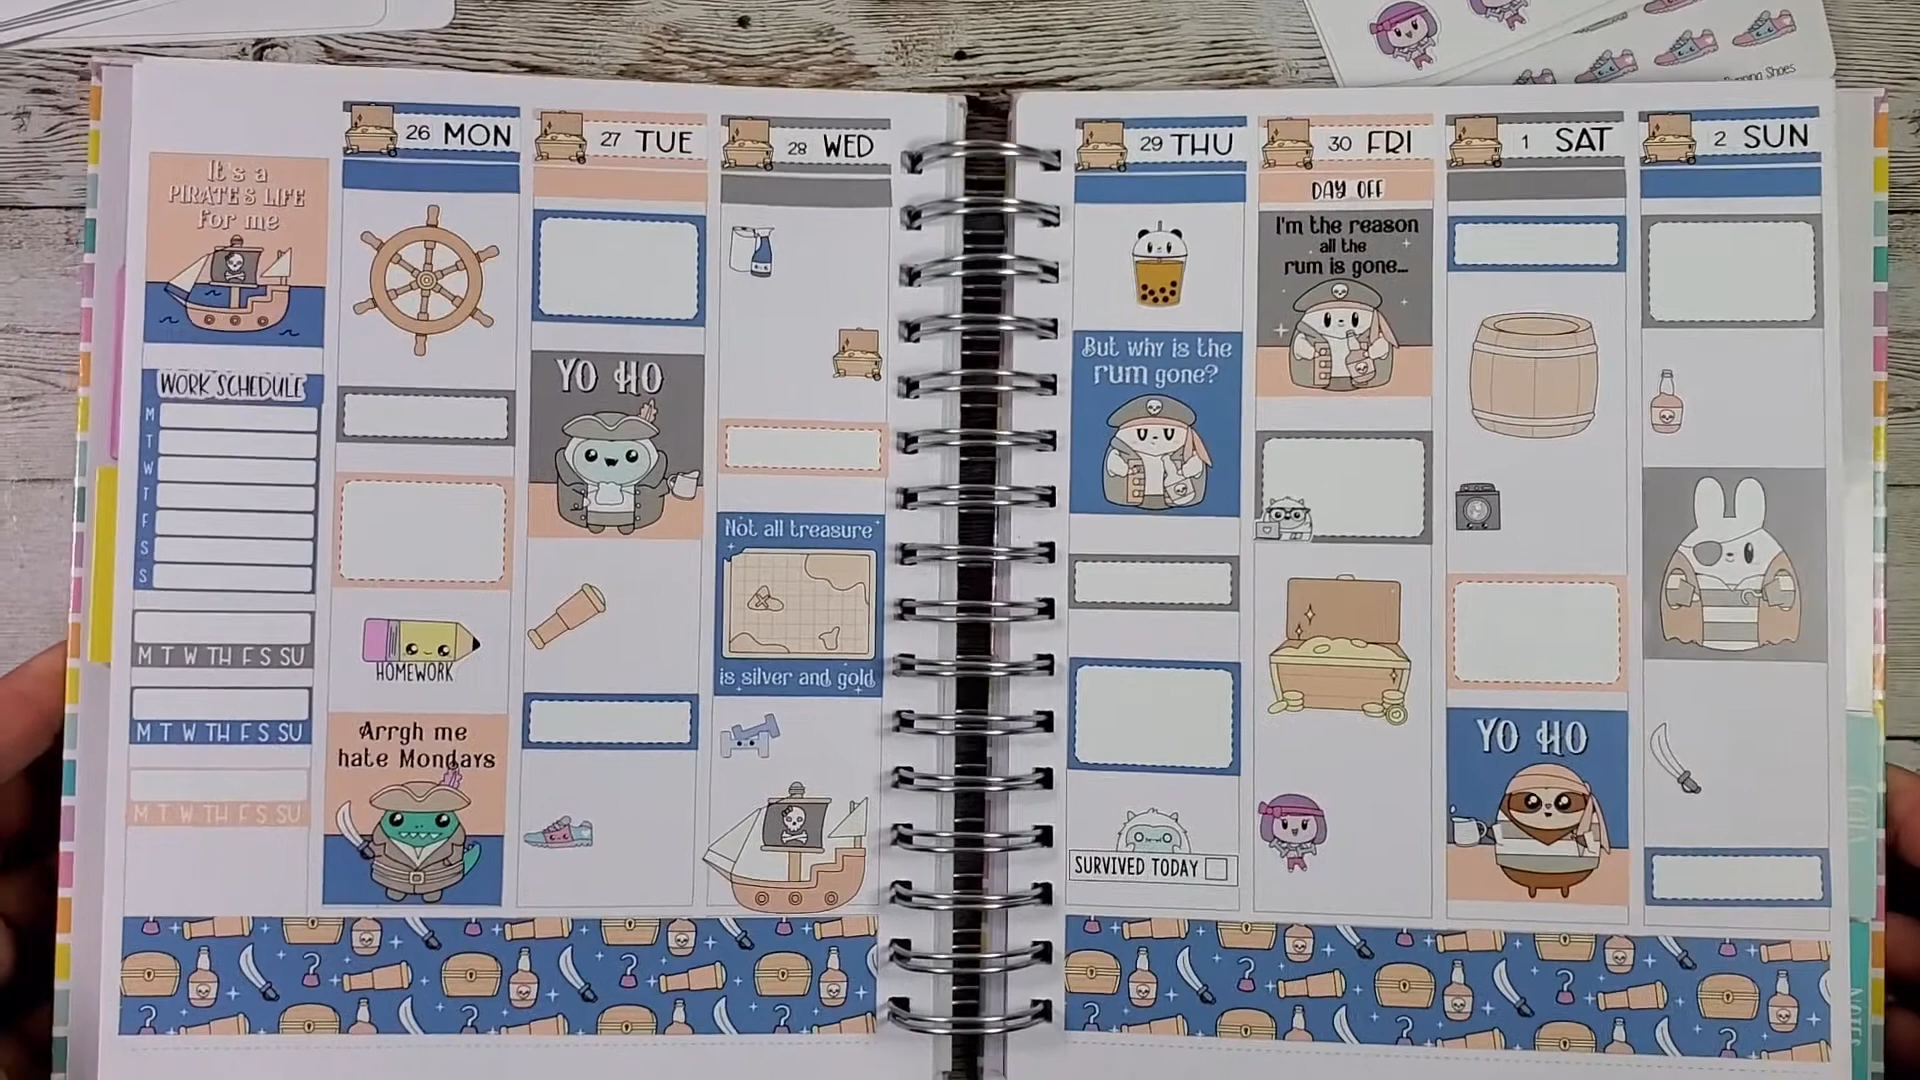 Running Shoes
26 MON
27 TUE
28 WED
29 THU
30 FRI
1 SAT
2 SUN
It's a
PIRATE'S LIFE
for me
WORK SCHEDULE
M
T
W
T
F
S
S
M T W TH F S SU
M T W TH F S SU
M T W TH F S SU
HOMEWORK
Arrgh me
hate Mondays
YO HO
Not all treasure
is silver and gold
But why is the
rum gone?
SURVIVED TODAY
DAY OFF
I'm the reason
all the
rum is gone...
YO HO
NOTES